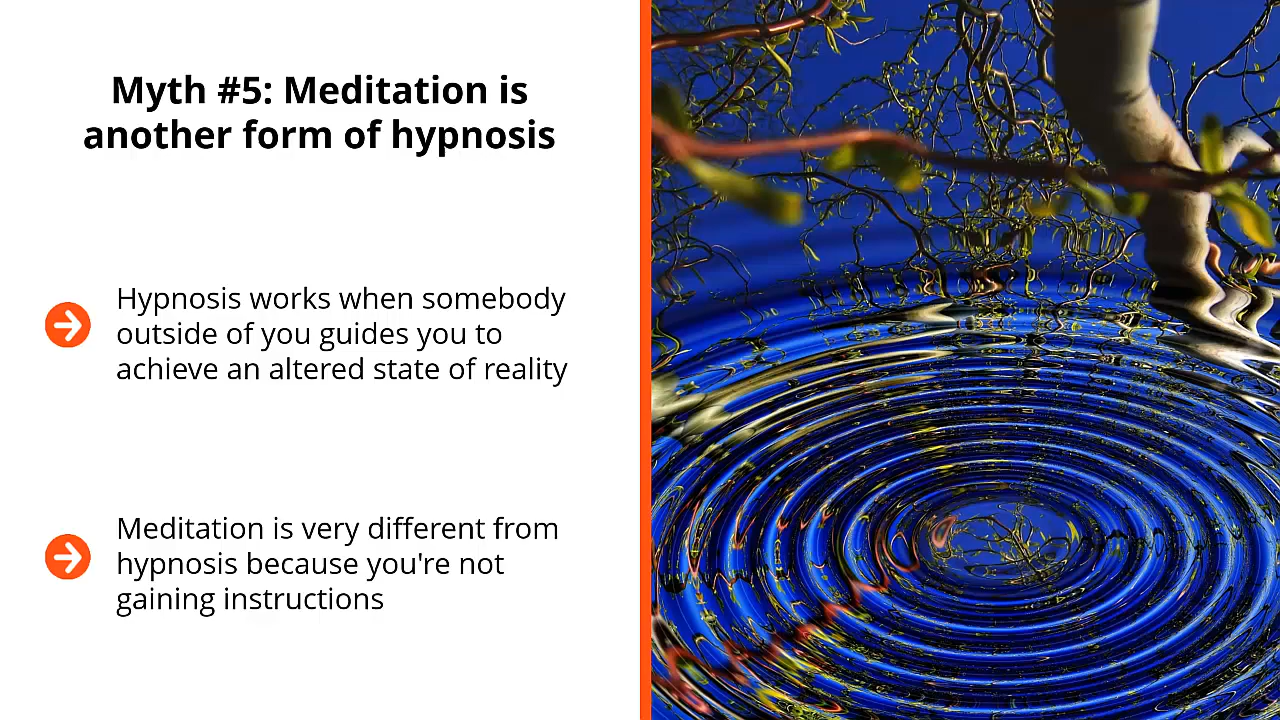 Myth #5: Meditation is
another form of hypnosis
Hypnosis works when somebody
outside of you guides you to
achieve an altered state of reality
Meditation is very different from
hypnosis because you're not
gaining instructions